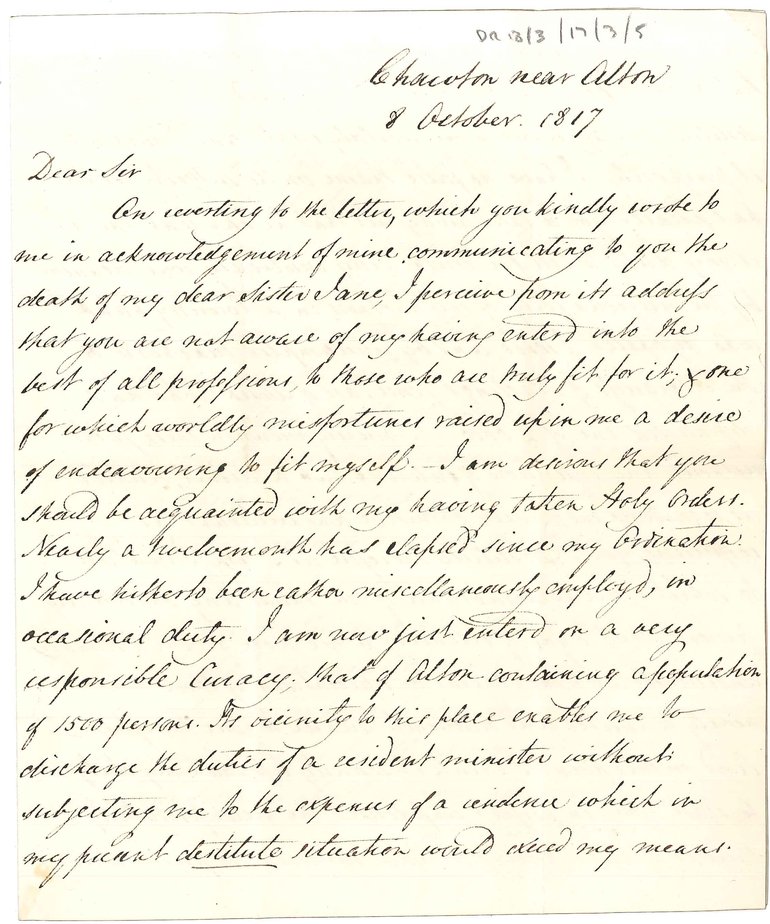 DR 18/3/17/3/5
Chawton near Alton
8 October. 1817
Dear Sir
On reverting to the letter, which you kindly wrote to
me in acknowledgement of mine communicating to you the
death of my dear Sister Jane, I perceive from its address
that you are not aware of my having enterd into the
best of all professions, to those who are truly fit for it; & one
for which worldly misfortunes raised up in me a desire
of endeavouring to fit myself. – I am desirous that you
should be acquainted with my having taken Holy Orders.
Nearly a twelvemonth has elapsed since my Ordination.
I have hitherto been rather miscellaneously employd, in
occasional duty. I am now just enterd on a very
responsible Curacy; that of Alton containing a population
of 1500 persons. Its vicinity to this place enables me to
discharge the duties of a resident minister without
subjecting me to the expences of a residence which in
my present destitute situation would exceed my means.